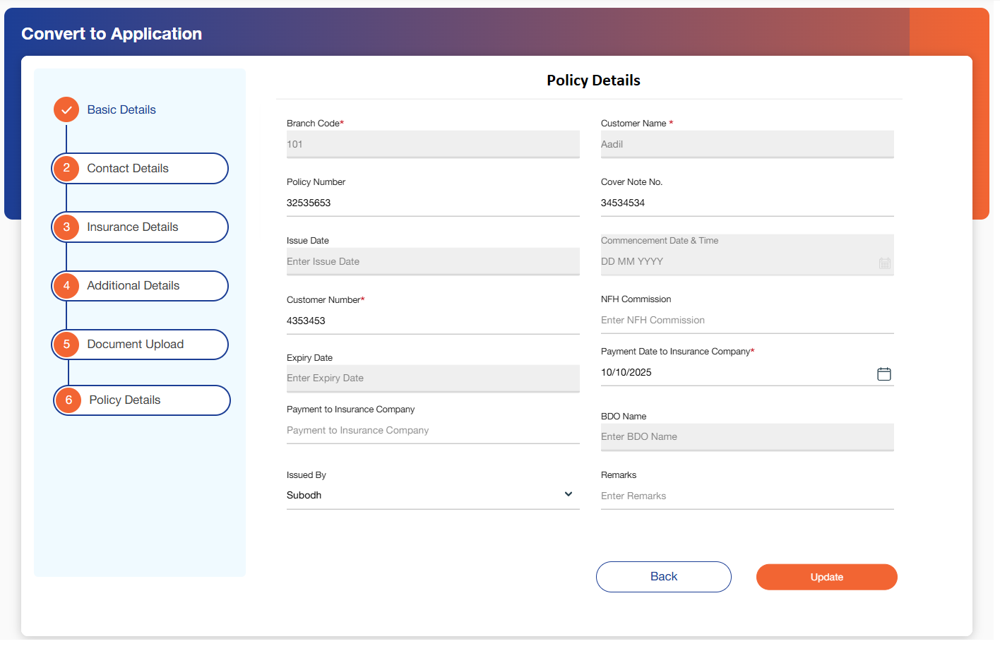 Convert to Application
Basic Details
2 Contact Details
3 Insurance Details
4 Additional Details
5 Document Upload
6 Policy Details
Policy Details
Branch Code*
101
Customer Name *
Aadil
Policy Number
32535653
Cover Note No.
34534534
Issue Date
Enter Issue Date
Commencement Date & Time
DD MM YYYY
Customer Number*
4353453
NFH Commission
Enter NFH Commission
Expiry Date
Enter Expiry Date
Payment Date to Insurance Company*
10/10/2025
Payment to Insurance Company
Payment to Insurance Company
BDO Name
Enter BDO Name
Issued By
Subodh
Remarks
Enter Remarks
Back
Update